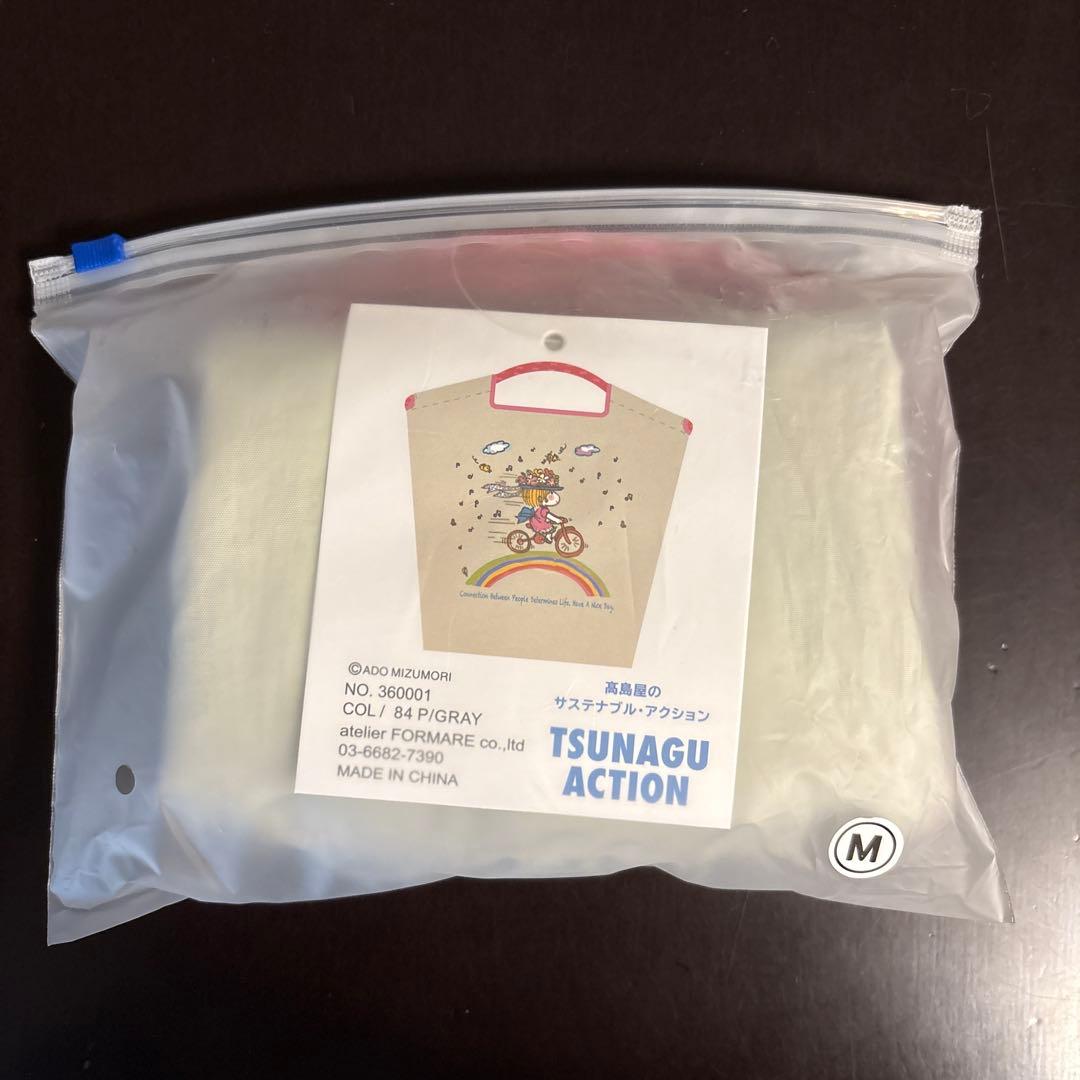 Connection Between People Determines Life. Have A Nice Day.
©ADO MIZUMORI
NO. 360001
COL / 84 P/GRAY
atelier FORMARE co.,ltd
03-6682-7390
MADE IN CHINA
髙島屋の
サステナブル・アクション
TSUNAGU
ACTION
M